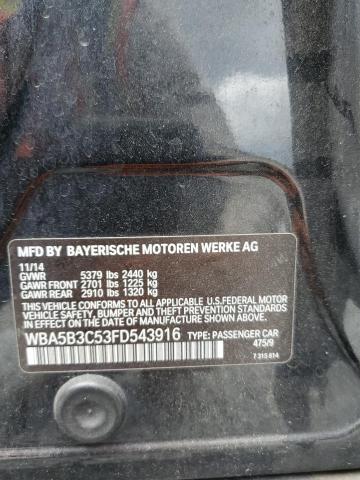 MFD BY BAYERISCHE MOTOREN WERKE AG
11/14
GVWR 5379 lbs 2440 kg
GAWR FRONT 2701 lbs 1225 kg
GAWR REAR 2910 lbs 1320 kg
THIS VEHICLE CONFORMS TO ALL APPLICABLE U.S.FEDERAL MOTOR
VEHICLE SAFETY, BUMPER, AND THEFT PREVENTION STANDARDS
IN EFFECT ON THE DATE OF MANUFACTURE SHOWN ABOVE.
WBA5B3C53FD543916 TYPE: PASSENGER CAR
475/9
7 315 614